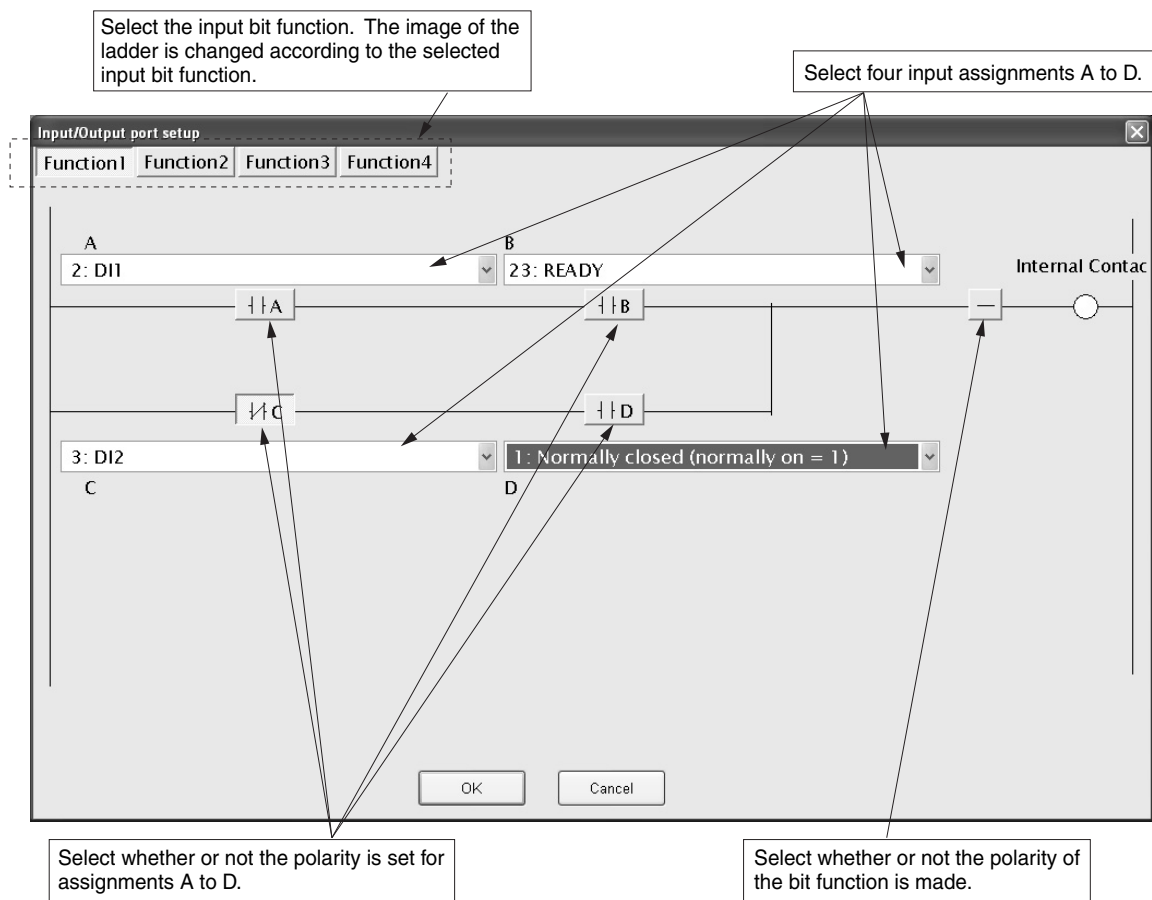 Select the input bit function.  The image of the
ladder is changed according to the selected
input bit function.
Select four input assignments A to D.
Input/Output port setup
Function1 Function2 Function3 Function4
A
B
2: DI1
23: READY
Internal Contac
A
B
C
D
3: DI2
1: Normally closed (normally on = 1)
C
D
OK
Cancel
Select whether or not the polarity is set for
assignments A to D.
Select whether or not the polarity of
the bit function is made.